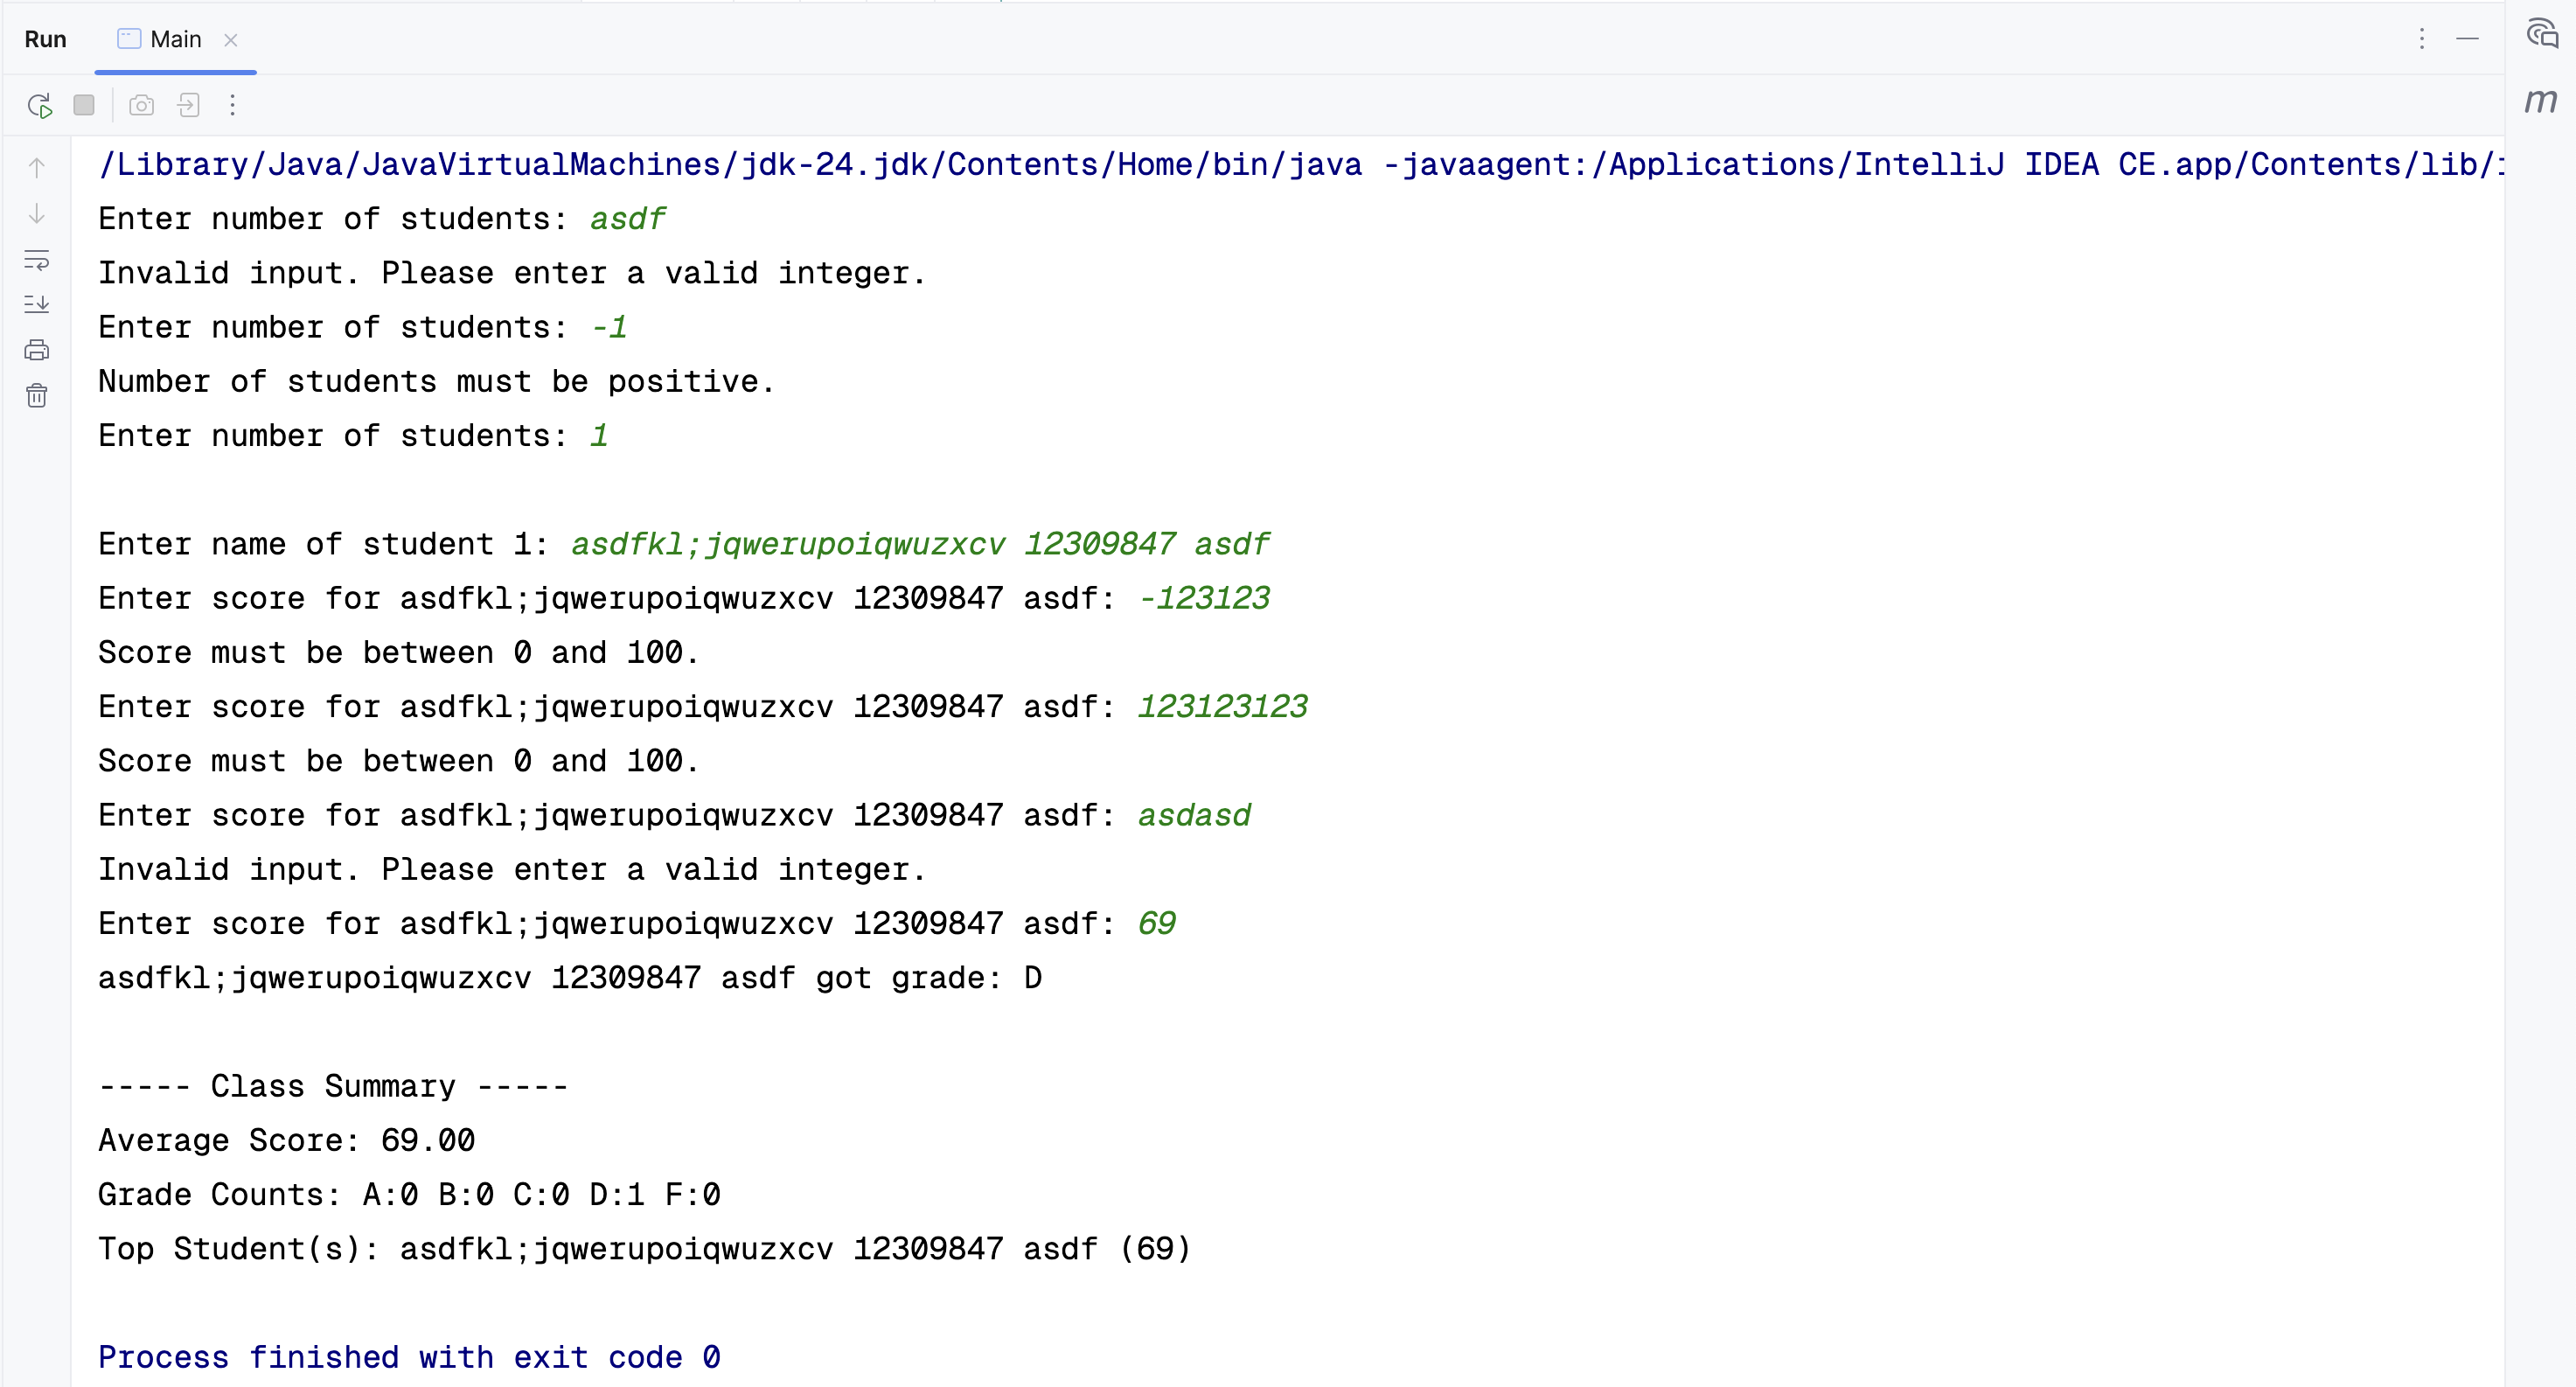 Run Main
m
/Library/Java/JavaVirtualMachines/jdk-24.jdk/Contents/Home/bin/java -javaagent:/Applications/IntelliJ IDEA CE.app/Contents/lib/
Enter number of students: asdf
Invalid input. Please enter a valid integer.
Enter number of students: -1
Number of students must be positive.
Enter number of students: 1
Enter name of student 1: asdfkl;jqwerupoiqwuzxcv 12309847 asdf
Enter score for asdfkl;jqwerupoiqwuzxcv 12309847 asdf: -123123
Score must be between 0 and 100.
Enter score for asdfkl;jqwerupoiqwuzxcv 12309847 asdf: 123123123
Score must be between 0 and 100.
Enter score for asdfkl;jqwerupoiqwuzxcv 12309847 asdf: asdasd
Invalid input. Please enter a valid integer.
Enter score for asdfkl;jqwerupoiqwuzxcv 12309847 asdf: 69
asdfkl;jqwerupoiqwuzxcv 12309847 asdf got grade: D
----- Class Summary -----
Average Score: 69.00
Grade Counts: A:0 B:0 C:0 D:1 F:0
Top Student(s): asdfkl;jqwerupoiqwuzxcv 12309847 asdf (69)
Process finished with exit code 0